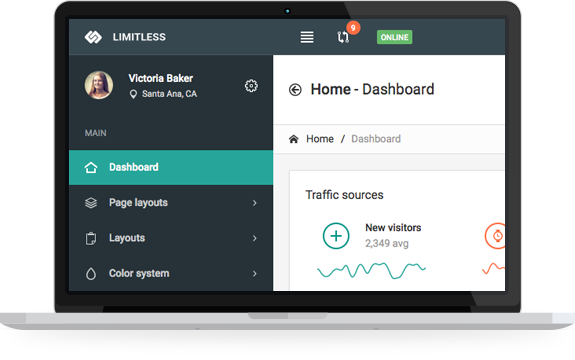 LIMITLESS
9
ONLINE
Victoria Baker
Santa Ana, CA
Home - Dashboard
MAIN
Home / Dashboard
Dashboard
Page layouts
Traffic sources
New visitors
2,349 avg
Layouts
Color system